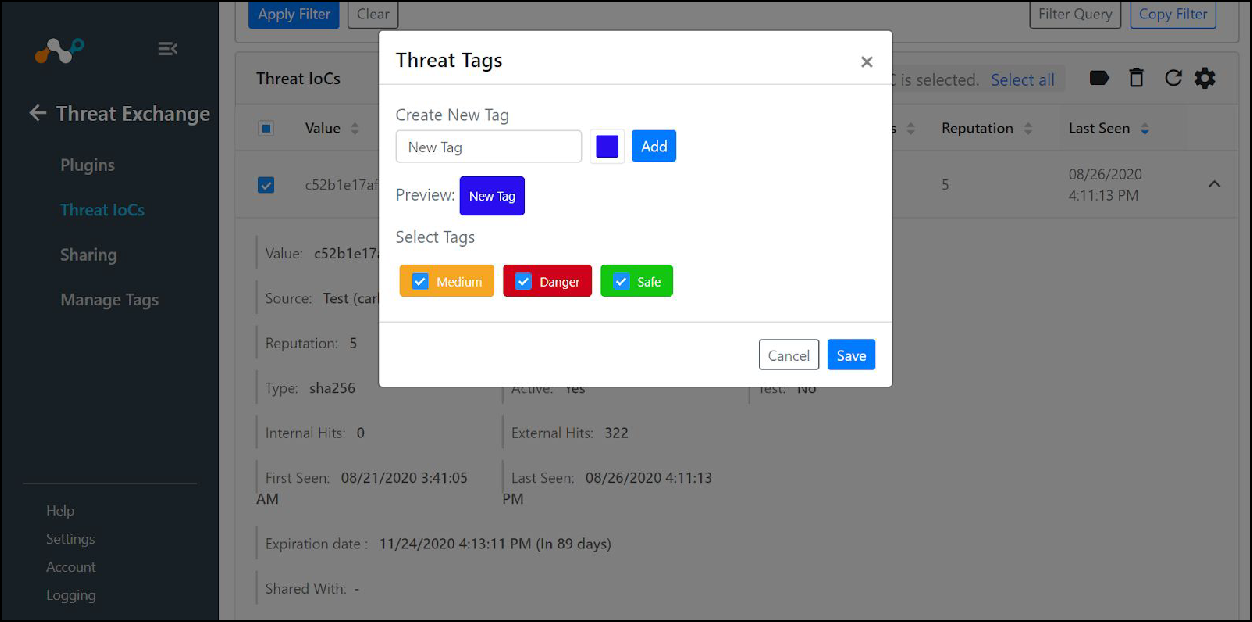 Apply Filter Clear Filter Query Copy Filter
Threat Exchange
Plugins
Threat IoCs
Sharing
Manage Tags
Help
Settings
Account
Logging
Threat IoCs is selected. Select all
Value Reputation Last Seen
c52b1e17af 5 08/26/2020
4:11:13 PM
Threat Tags ×
Create New Tag
New Tag Add
Preview: New Tag
Select Tags
Medium Danger Safe
Cancel Save
Value: c52b1e17a
Source: Test (carl
Reputation: 5
Type: sha256 Active: Yes Test: No
Internal Hits: 0 External Hits: 322
First Seen: 08/21/2020 3:41:05 Last Seen: 08/26/2020 4:11:13
AM PM
Expiration date : 11/24/2020 4:13:11 PM (In 89 days)
Shared With: -